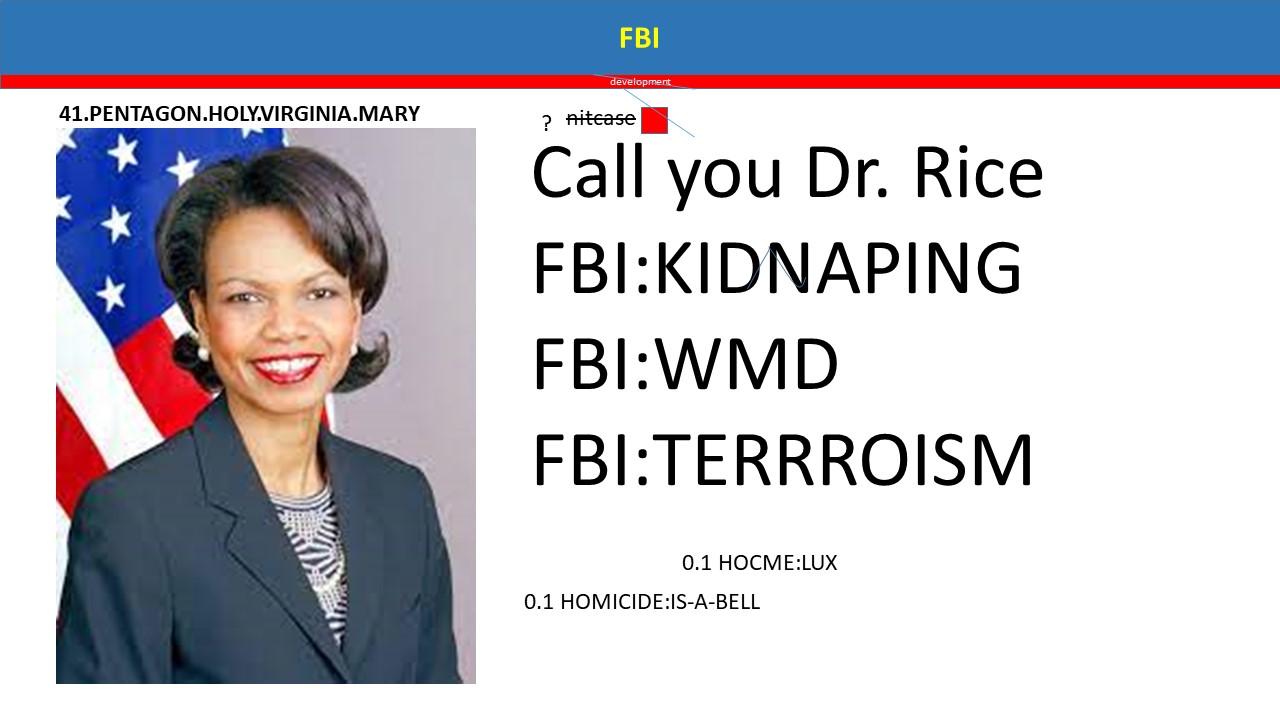 FBI
development
41.PENTAGON.HOLY.VIRGINIA.MARY
? nitcase
Call you Dr. Rice
FBI:KIDNAPING
FBI:WMD
FBI:TERRROISM
0.1 HOCME:LUX
0.1 HOMICIDE:IS-A-BELL